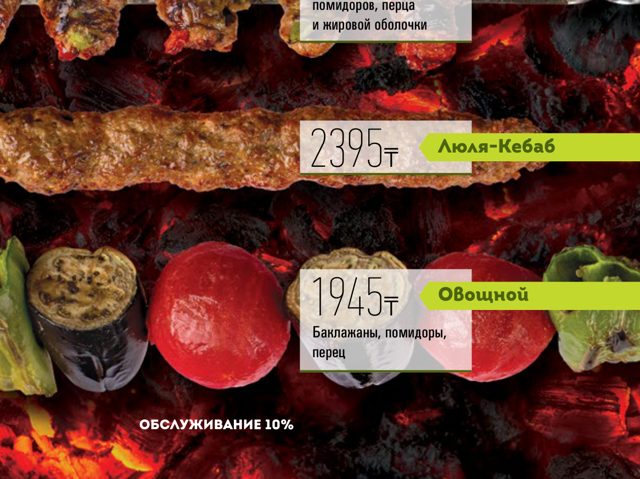 помидоров, перца
и жировой оболочки
2395₸
Люля-Кебаб
1945₸
Овощной
Баклажаны, помидоры,
перец
ОБСЛУЖИВАНИЕ 10%